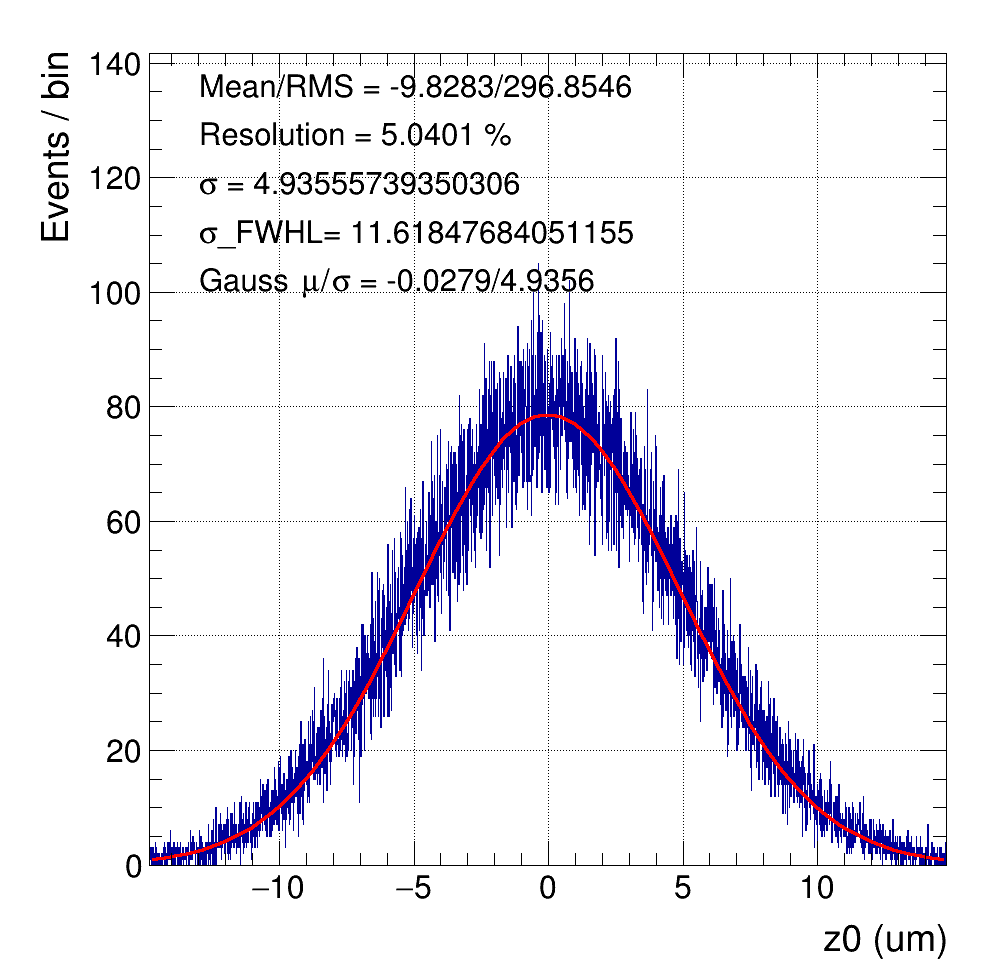 Events / bin
140
120
100
80
60
40
20
0
Mean/RMS = -9.8283/296.8546
Resolution = 5.0401 %
σ = 4.93555739350306
σ_FWHL= 11.61847684051155
Gauss μ/σ = -0.0279/4.9356
−10 −5 0 5 10
z0 (um)